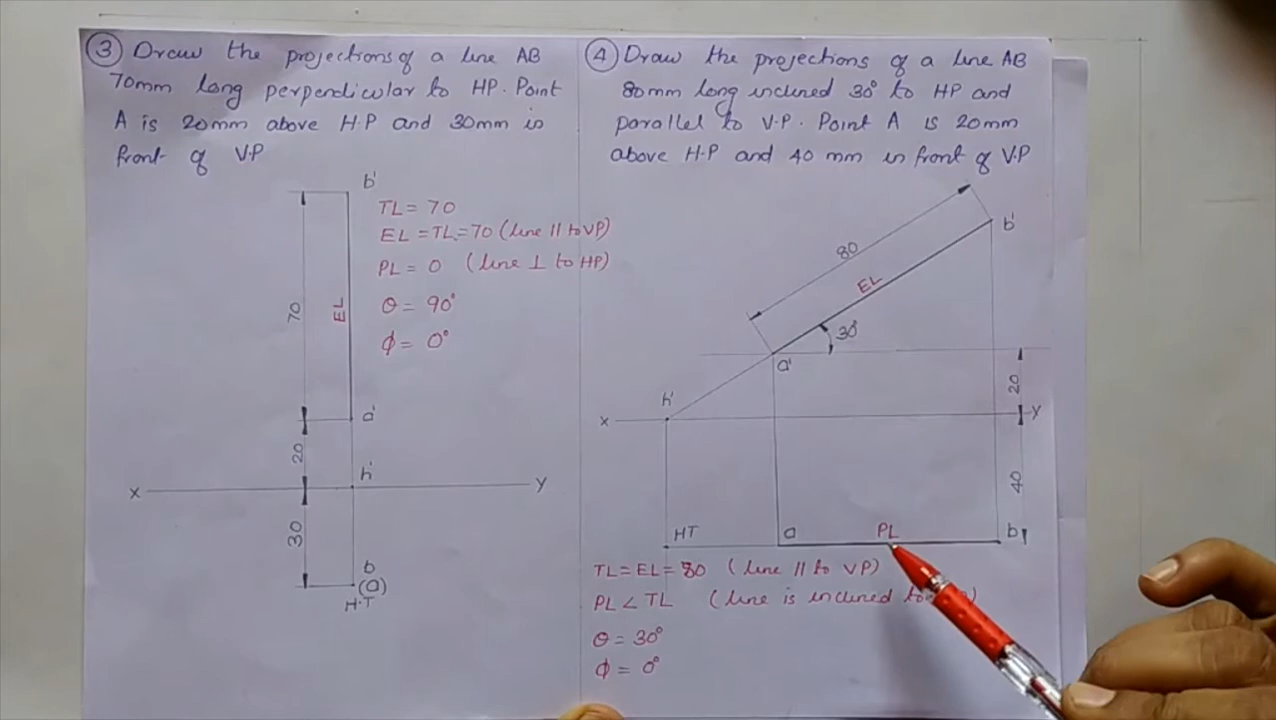 ③ Draw the projections of a line AB
70mm long perpendicular to HP. Point
A is 20mm above H.P and 30mm in
front of V.P
b'
TL = 70
EL = TL = 70 (line // to VP)
PL = 0 (line ⊥ to HP)
θ = 90°
ϕ = 0°
70
EL
a'
20
h'
x
y
30
b
(a)
H.T
④ Draw the projections of a line AB
80mm long inclined 30° to HP and
parallel to V.P. Point A is 20mm
above H.P and 40 mm in front of V.P
80
b'
EL
30°
a'
20
h'
x
y
40
HT
a
PL
b
TL = EL = 80 (line // to VP)
PL < TL (line is inclined
θ = 30°
ϕ = 0°